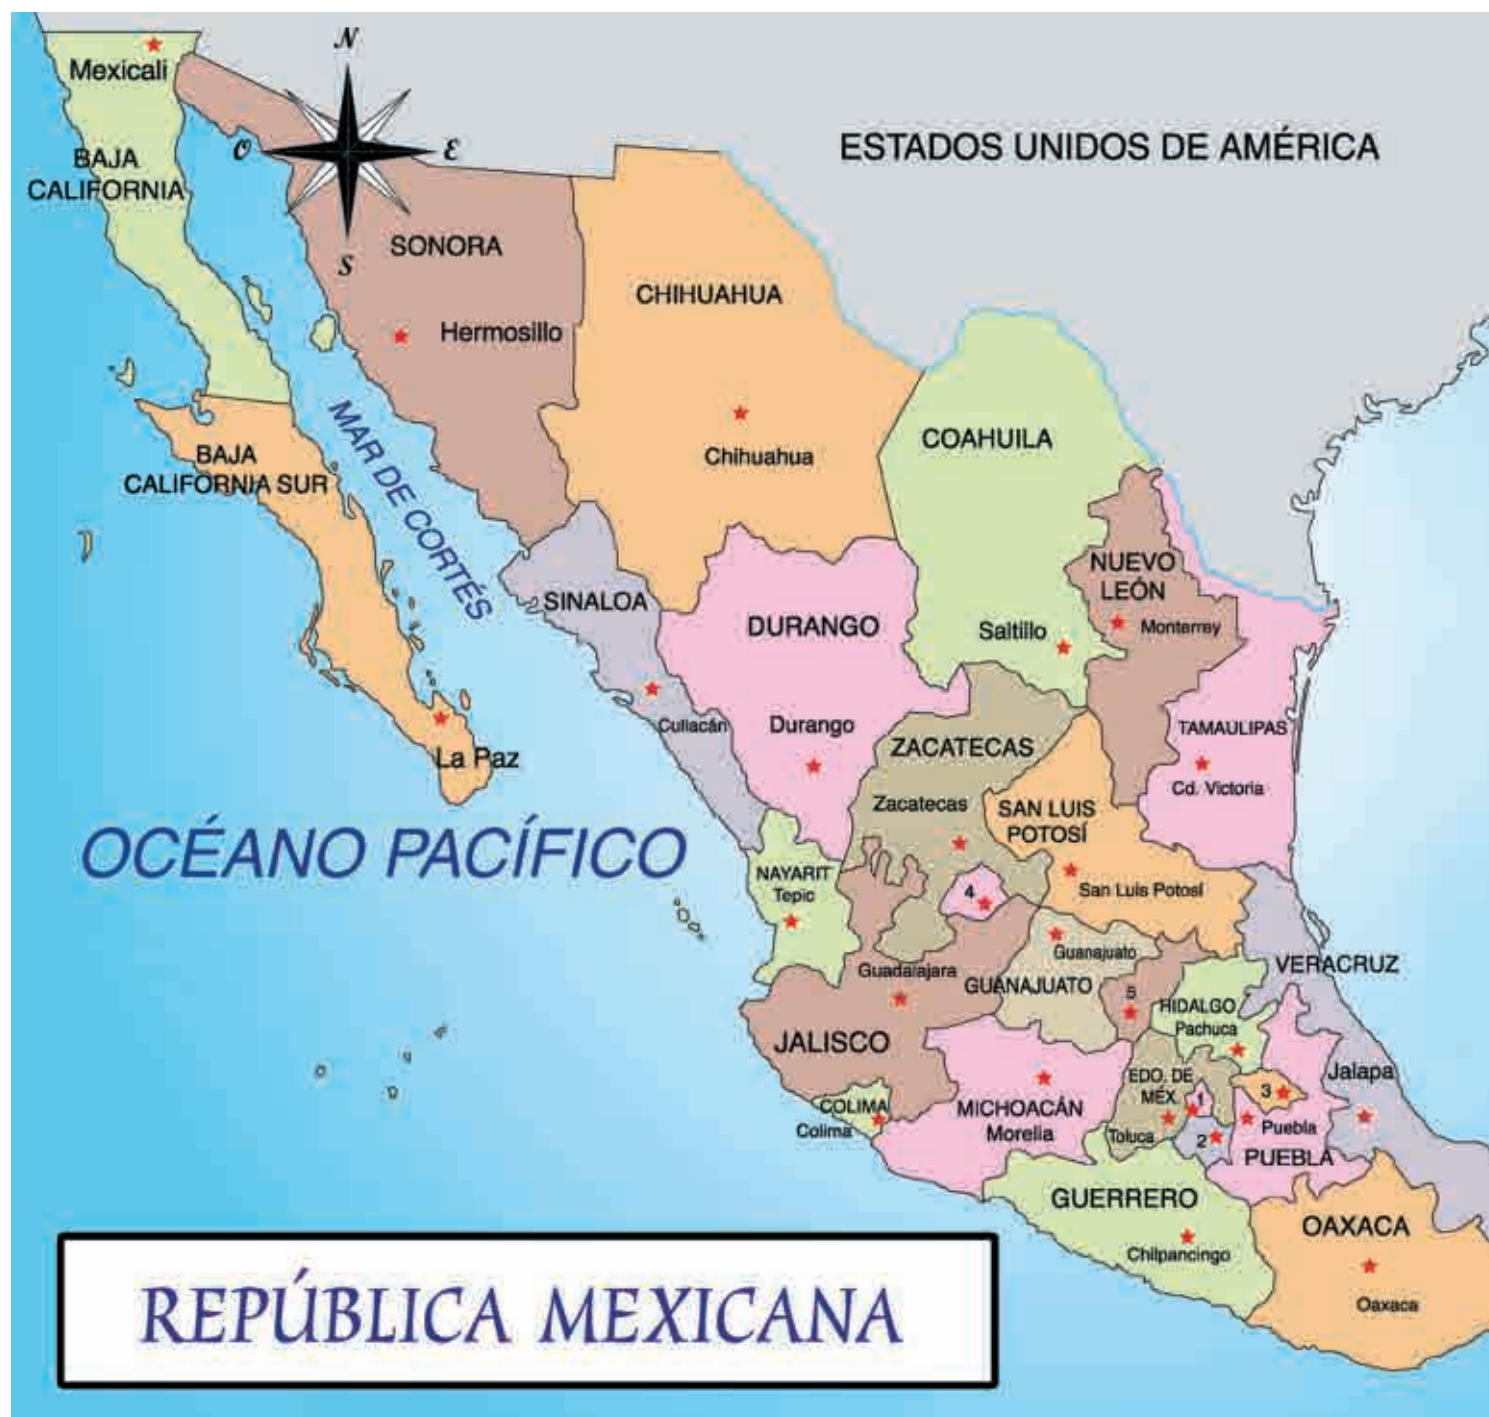 N
Mexicali
O
E
ESTADOS UNIDOS DE AMÉRICA
BAJA
CALIFORNIA
SONORA
S
CHIHUAHUA
Hermosillo
MAR DE CORTÉS
COAHUILA
Chihuahua
BAJA
CALIFORNIA SUR
NUEVO
LEÓN
SINALOA
DURANGO
Saltillo
Monterrey
Culiacán
Durango
TAMAULIPAS
ZACATECAS
La Paz
Cd. Victoria
Zacatecas
SAN LUIS
POTOSÍ
OCÉANO PACÍFICO
NAYARIT
Tepic
4
San Luis Potosí
Guanajuato
Guadalajara
VERACRUZ
GUANAJUATO
5
HIDALGO
Pachuca
JALISCO
EDO. DE
MÉX.
Jalapa
3
1
COLIMA
Colima
MICHOACÁN
Morelia
Toluca
2
Puebla
PUEBLA
GUERRERO
OAXACA
Chilpancingo
Oaxaca
REPÚBLICA MEXICANA